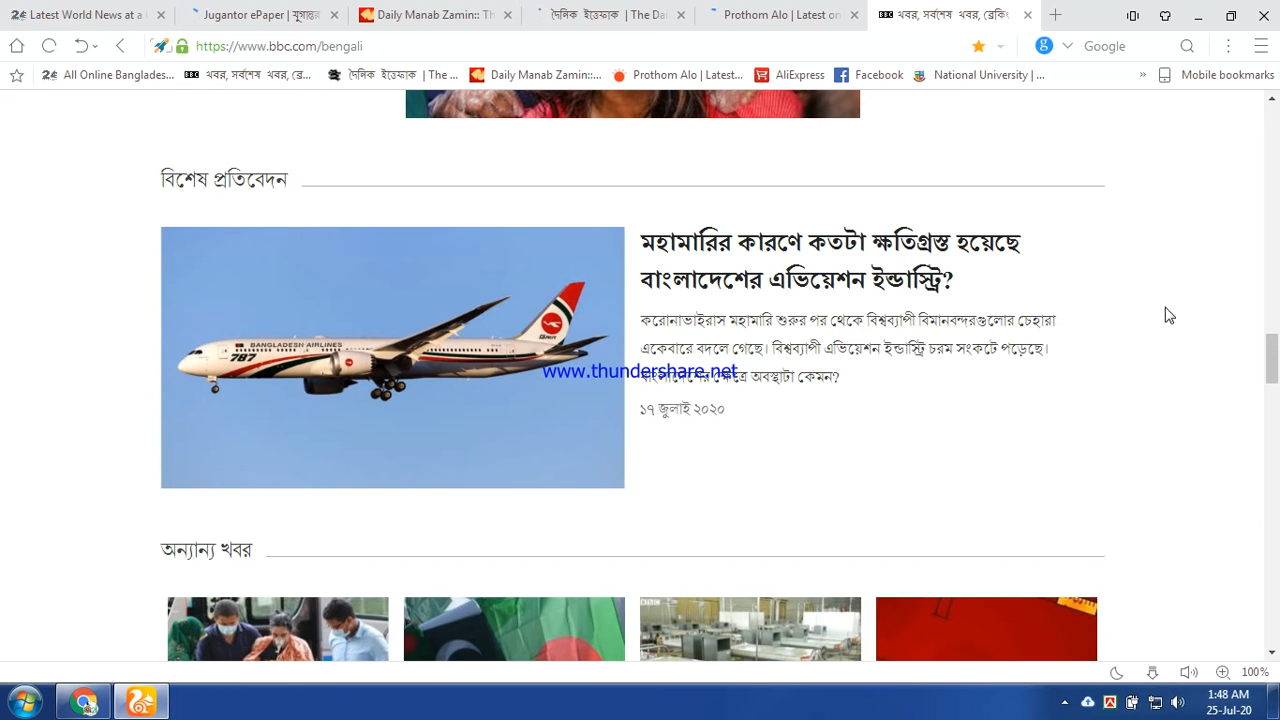 Latest World News at a
Jugantor ePaper | যুগান্তর
Daily Manab Zamin:: Th
দৈনিক ইত্তেফাক | The Da
Prothom Alo | Latest on
খবর, সর্বশেষ খবর, ব্রেকিং
https://www.bbc.com/bengali
Google
All Online Banglades...
খবর, সর্বশেষ খবর, ব্রে...
দৈনিক ইত্তেফাক | The ...
Daily Manab Zamin::...
Prothom Alo | Latest...
AliExpress
Facebook
National University | ...
Mobile bookmarks
বিশেষ প্রতিবেদন
BANGLADESH AIRLINES
787
মহামারির কারণে কতটা ক্ষতিগ্রস্ত হয়েছে
বাংলাদেশের এভিয়েশন ইন্ডাস্ট্রি?
করোনাভাইরাস মহামারি শুরুর পর থেকে বিশ্বব্যাপী বিমানবন্দরগুলোর চেহারা
একেবারে বদলে গেছে। বিশ্বব্যাপী এভিয়েশন ইন্ডাস্ট্রি চরম সংকটে পড়েছে।
বাংলাদেশের ক্ষেত্রে অবস্থাটা কেমন?
www.thundershare.net
১৭ জুলাই ২০২০
অন্যান্য খবর
100%
1:48 AM
25-Jul-20